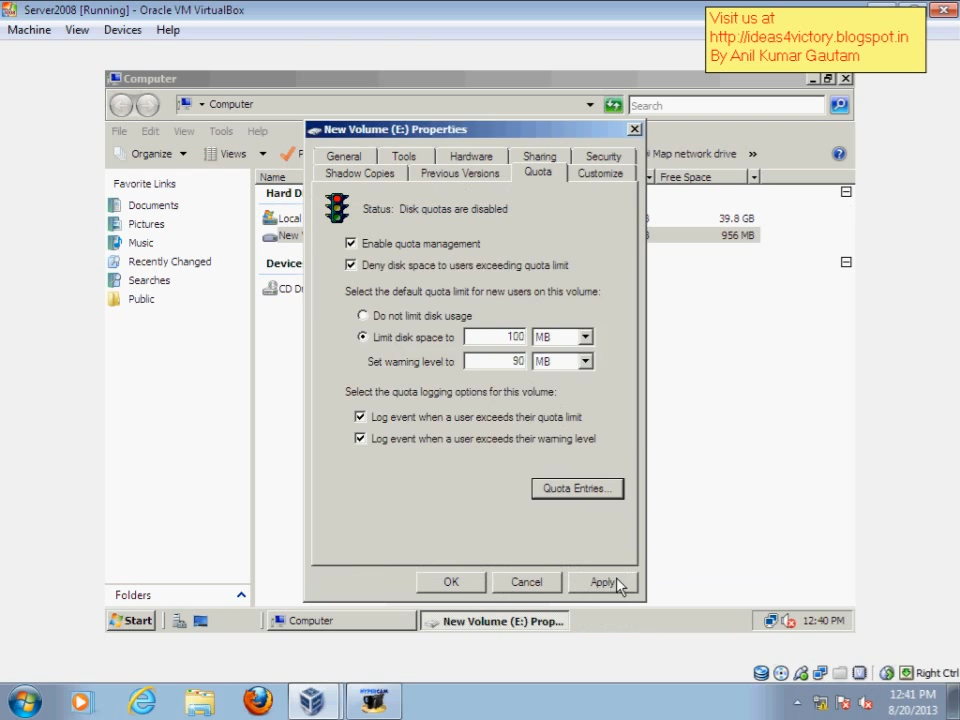 Server2008 [Running] - Oracle VM VirtualBox
Machine View Devices Help
Visit us at
http://ideas4victory.blogspot.in
By Anil Kumar Gautam
Computer
Computer
Search
File Edit View Tools Help
Organize Views
Map network drive »
Name
Free Space
Favorite Links
Documents
Pictures
Music
Recently Changed
Searches
Public
Folders
Hard D
Local
39.8 GB
New
956 MB
Device
CD D
New Volume (E:) Properties
General Tools Hardware Sharing Security
Shadow Copies Previous Versions Quota Customize
Status: Disk quotas are disabled
Enable quota management
Deny disk space to users exceeding quota limit
Select the default quota limit for new users on this volume:
Do not limit disk usage
Limit disk space to 100 MB
Set warning level to 90 MB
Select the quota logging options for this volume:
Log event when a user exceeds their quota limit
Log event when a user exceeds their warning level
Quota Entries...
OK Cancel Apply
Start Computer New Volume (E:) Prop... 12:40 PM
Right Ctrl
HYPERCAM
12:41 PM
8/20/2013